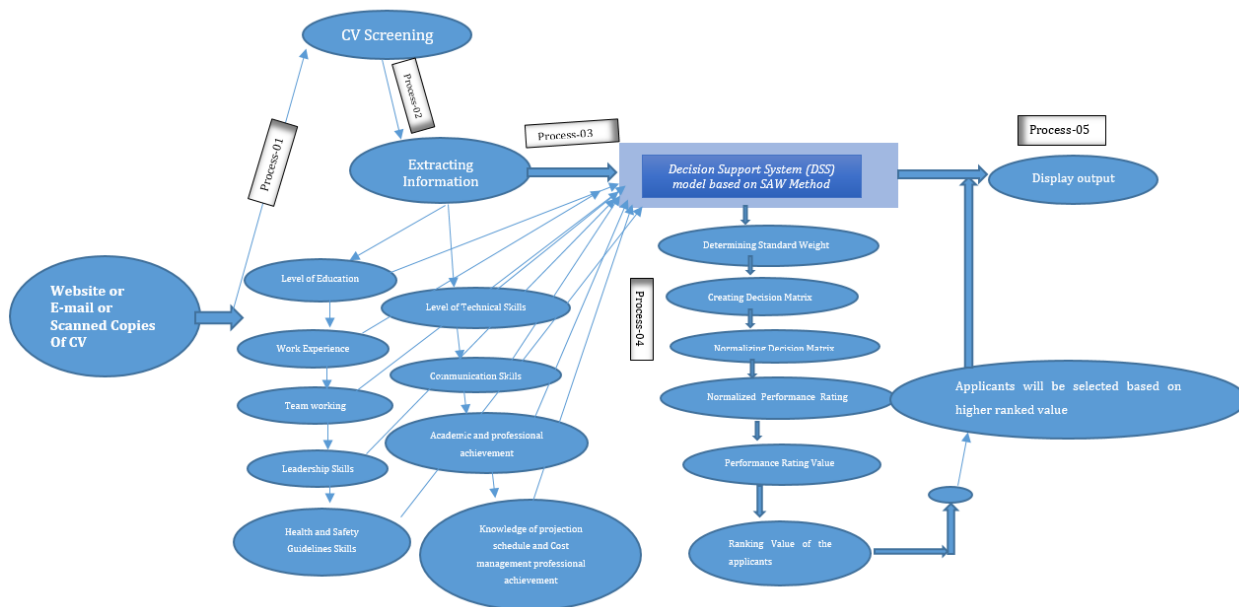 CV Screening
Process-01
Process-02
Process-03
Process-05
Extracting
Information
Decision Support System (DSS)
model based on SAW Method
Display output
Website or
E-mail or
Scanned Copies
Of CV
Level of Education
Level of Technical Skills
Work Experience
Communication Skills
Team working
Academic and professional
achievement
Leadership Skills
Health and Safety
Guidelines Skills
Knowledge of projection
schedule and Cost
management professional
achievement
Process-04
Determining Standard Weight
Creating Decision Matrix
Normalizing Decision Matrix
Normalized Performance Rating
Performance Rating Value
Ranking Value of the
applicants
Applicants will be selected based on
higher ranked value